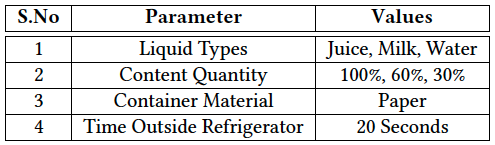 S.No Parameter Values
1 Liquid Types Juice, Milk, Water
2 Content Quantity 100%, 60%, 30%
3 Container Material Paper
4 Time Outside Refrigerator 20 Seconds